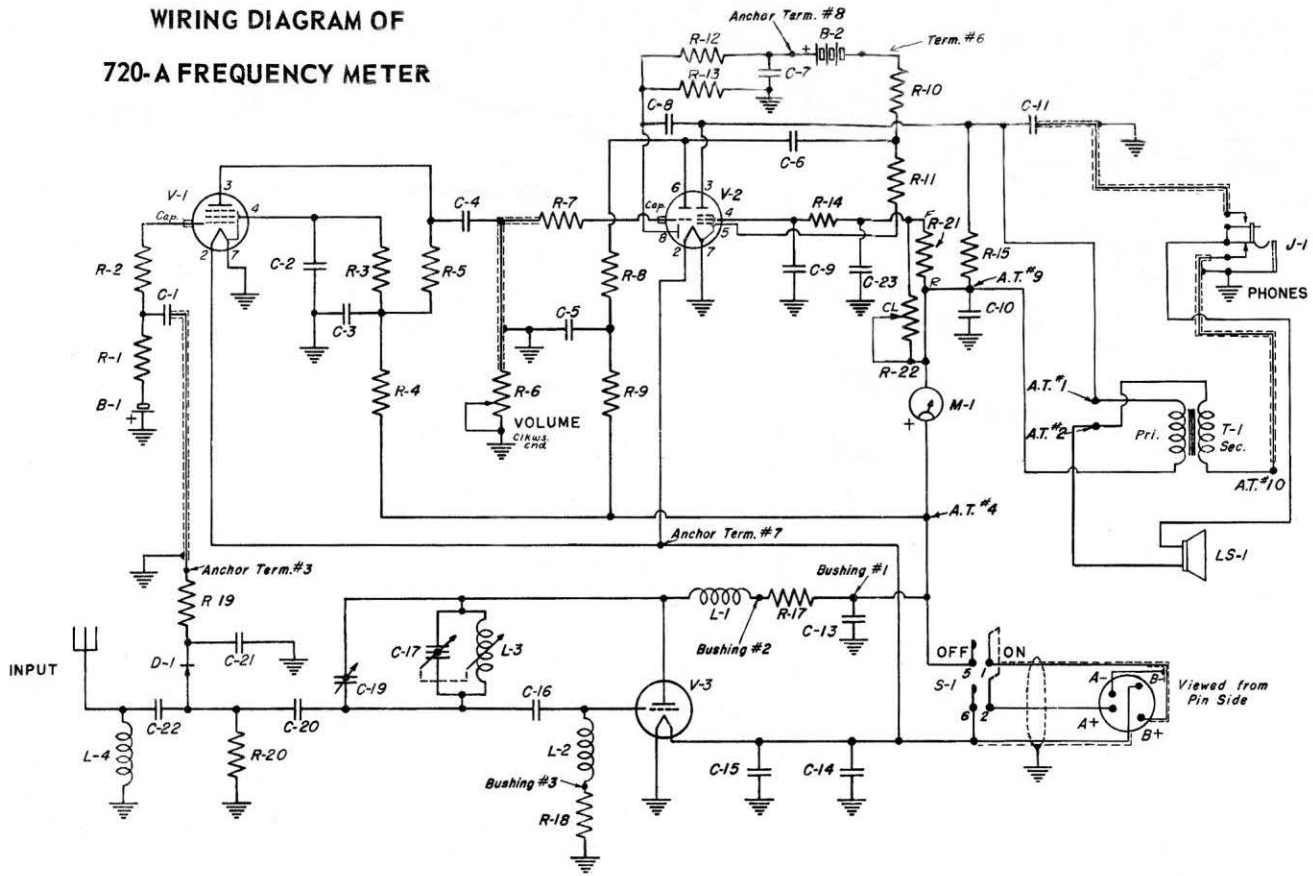 WIRING DIAGRAM OF
720-A FREQUENCY METER
Anchor Term. #8
B-2
+
Term. #6
R-12
R-13
C-7
R-10
C-8
C-11
C-6
R-11
V-1
3
4
Cap.
2
7
C-4
R-7
V-2
6
3
Cap.
8
4
5
2
7
R-14
F
R-21
R
R-15
J-1
PHONES
R-2
C-1
R-1
B-1
+
C-2
R-3
R-5
C-3
R-4
R-8
C-5
R-9
R-6
VOLUME
Clkws.
end
C-9
C-23
CL
R-22
A.T. #9
C-10
M-1
+
A.T. #1
A.T. #2
Pri.
T-1
Sec.
A.T. #10
A.T. #4
LS-1
Anchor Term. #7
Anchor Term. #3
R 19
C-21
D-1
INPUT
C-22
L-4
R-20
C-20
C-19
C-17
L-3
C-16
L-1
Bushing #2
R-17
Bushing #1
C-13
V-3
L-2
Bushing #3
R-18
C-15
C-14
OFF
ON
5
1
S-1
6
2
A-
B-
A+
B+
Viewed from
Pin Side